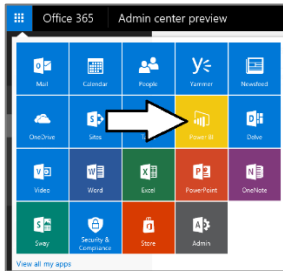 Office 365 Admin center preview
Mail Calendar People Yammer Newsfeed
OneDrive Sites Power BI Delve
Video Word Excel PowerPoint OneNote
Sway Security & Compliance Store Admin
View all my apps